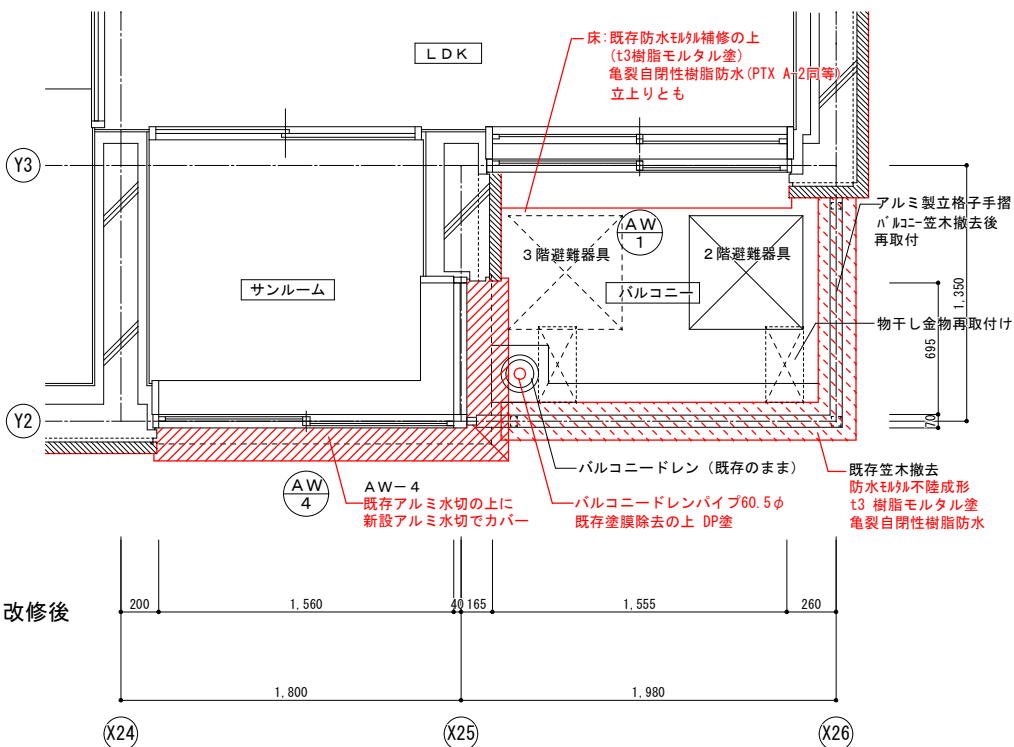 床:既存防水ﾓﾙﾀﾙ補修の上
(t3樹脂モルタル塗)
亀裂自閉性樹脂防水(PTX A-2同等)
立上りとも
LDK
Y3
アルミ製立格子手摺
ﾊﾞﾙｺﾆｰ笠木撤去後
再取付
AW
1
3階避難器具
2階避難器具
サンルーム
バルコニー
1,350
695
70
物干し金物再取付け
Y2
バルコニードレン（既存のまま）
既存笠木撤去
防水ﾓﾙﾀﾙ不陸成形
t3 樹脂モルタル塗
亀裂自閉性樹脂防水
AW
4
AW-4
既存アルミ水切の上に
新設アルミ水切でカバー
バルコニードレンパイプ60.5φ
既存塗膜除去の上 DP塗
改修後
200
1,560
40
165
1,555
260
1,800
1,980
X24
X25
X26